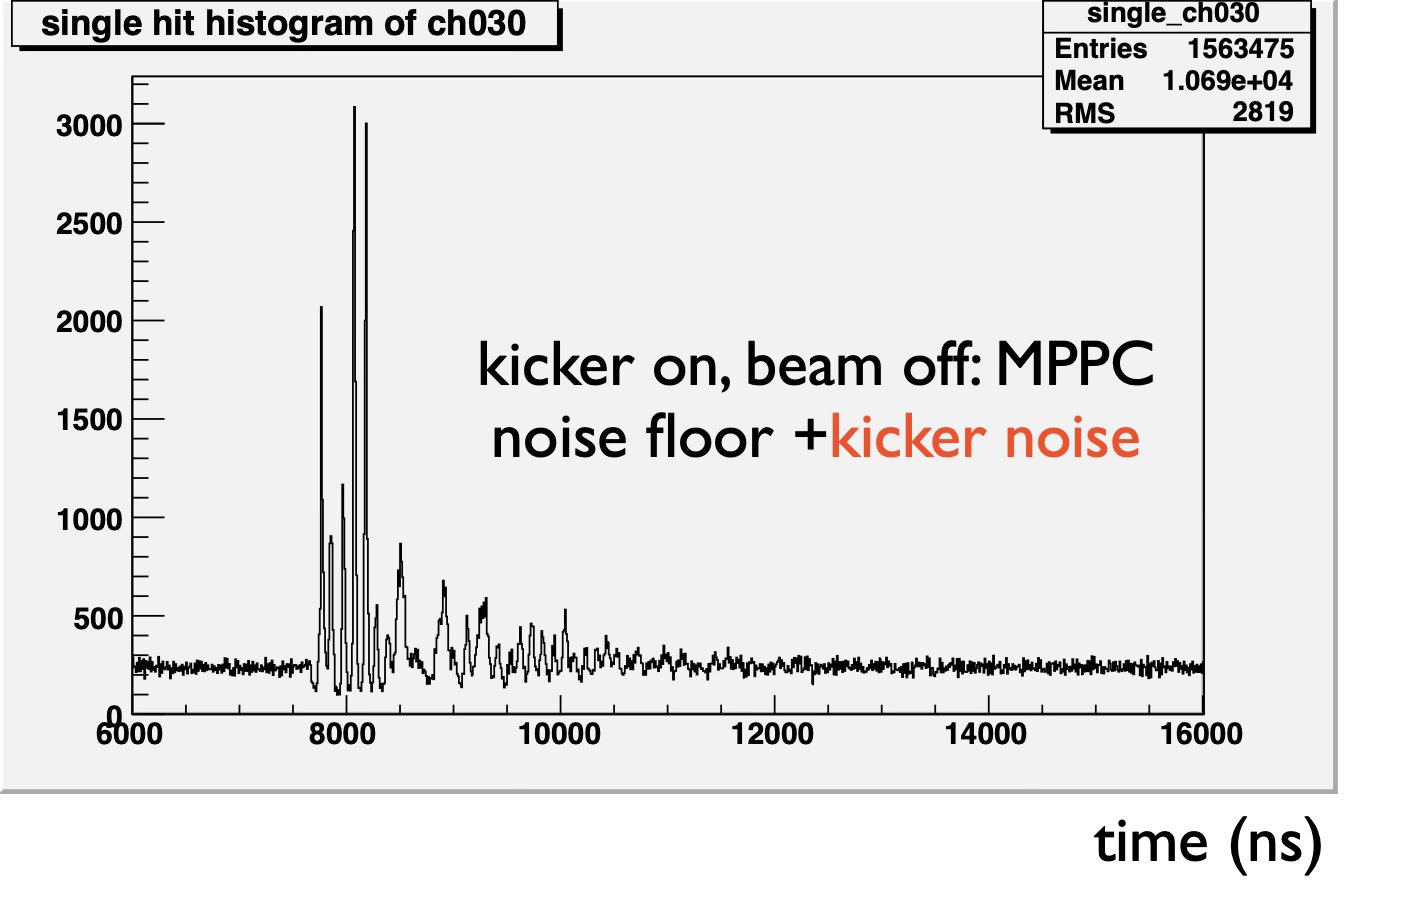 single hit histogram of ch030
single_ch030
Entries 1563475
Mean 1.069e+04
RMS 2819
3000
2500
2000
1500
1000
500
0
kicker on, beam off: MPPC
noise floor +kicker noise
6000 8000 10000 12000 14000 16000
time (ns)